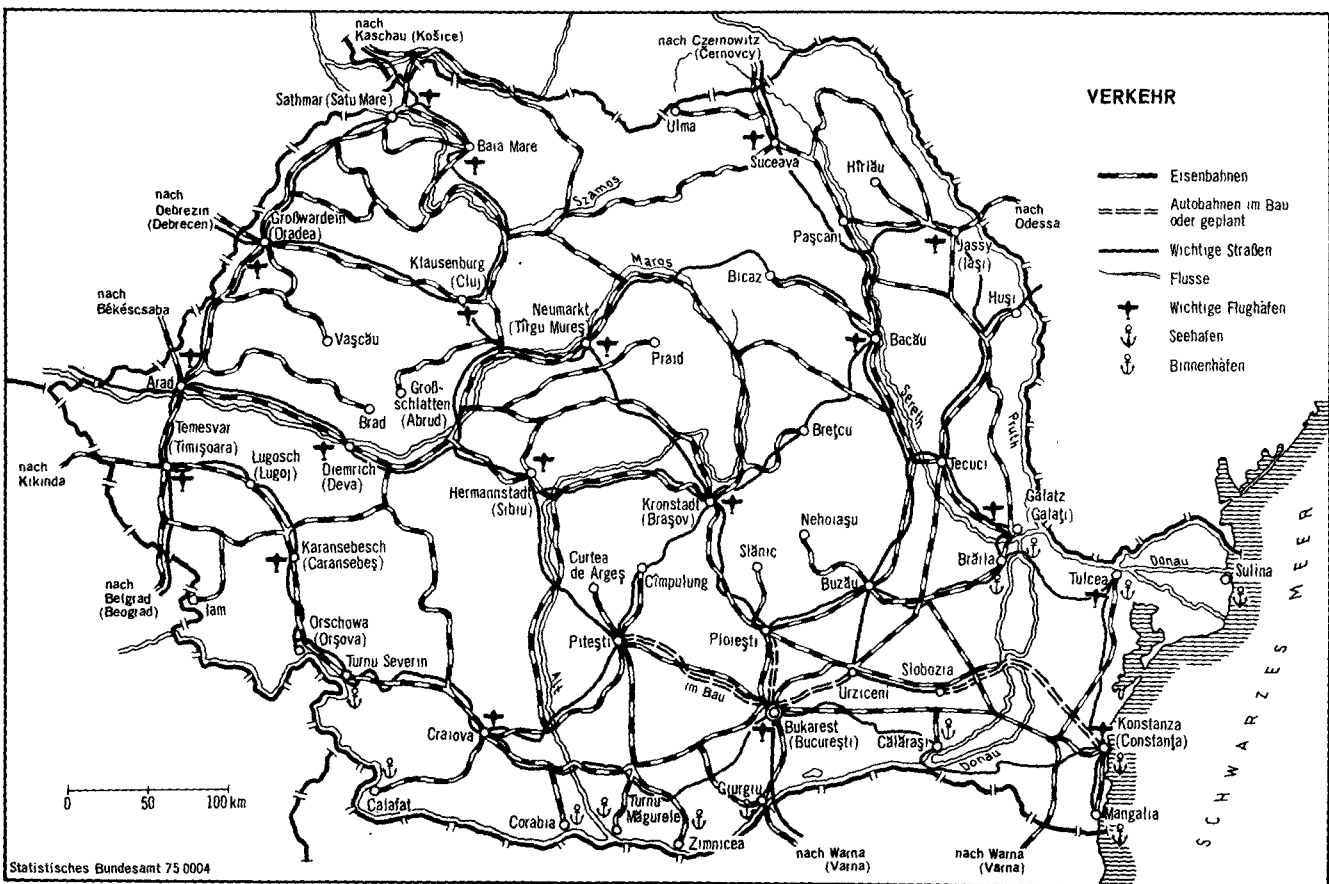 nach
Kaschau (Košice)
nach Czernowitz
(Černovcy)
VERKEHR
Sathmar (Satu Mare)
Ulma
Baia Mare
Suceava
Hîrlău
Eisenbahnen
Autobahnen im Bau
oder geplant
Wichtige Straßen
Flüsse
Wichtige Flughäfen
Seehafen
Binnenhäfen
nach
Debrezin
(Debrecen)
Szamos
Großwardein
(Oradea)
Paşcani
nach
Odessa
Jassy
(Iaşi)
Klausenburg
(Cluj)
Maros
Bicaz
nach
Békéscsaba
Neumarkt
(Tîrgu Mureş)
Huşi
Vaşcău
Praid
Bacău
Arad
Groß-
schlatten
(Abrud)
Brad
Sereth
Pruth
Temesvar
(Timişoara)
Lugosch
(Lugoj)
Diemrich
(Deva)
Breţcu
nach
Kikinda
Tecuci
Hermannstadt
(Sibiu)
Kronstadt
(Braşov)
Galatz
(Galaţi)
Nehoiaşu
Karansebesch
(Caransebeş)
Curtea
de Argeş
Cîmpulung
Slănic
Buzău
Brăila
Donau
Tulcea
Sulina
nach
Belgrad
(Beograd)
Iam
Orschowa
(Orşova)
Turnu Severin
Piteşti
Ploieşti
im Bau
Urziceni
Slobozia
Alt
Craiova
Bukarest
(Bucureşti)
Călăraşi
Donau
Konstanza
(Constanţa)
SCHWARZES MEER
0 50 100 km
Calafat
Corabia
Turnu
Măgurele
Giurgiu
Zimnicea
Mangalia
nach Warna
(Varna)
nach Warna
(Varna)
Statistisches Bundesamt 75 0004